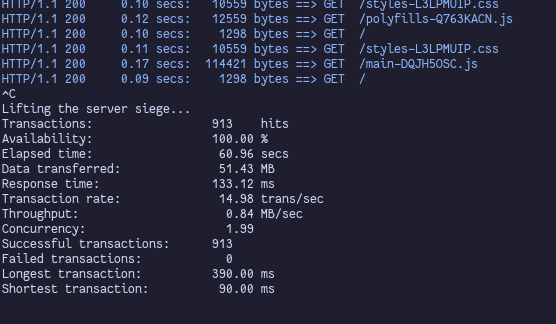 HTTP/1.1 200     0.10 secs:   10559 bytes ==> GET  /styles-L3LPMUIP.css
HTTP/1.1 200     0.12 secs:   12559 bytes ==> GET  /polyfills-Q763KACN.js
HTTP/1.1 200     0.10 secs:    1298 bytes ==> GET  /
HTTP/1.1 200     0.11 secs:   10559 bytes ==> GET  /styles-L3LPMUIP.css
HTTP/1.1 200     0.17 secs:  114421 bytes ==> GET  /main-DQJH5OSC.js
HTTP/1.1 200     0.09 secs:    1298 bytes ==> GET  /
^C
Lifting the server siege...
Transactions:                 913    hits
Availability:                 100.00 %
Elapsed time:                  60.96 secs
Data transferred:              51.43 MB
Response time:                133.12 ms
Transaction rate:              14.98 trans/sec
Throughput:                     0.84 MB/sec
Concurrency:                    1.99
Successful transactions:      913
Failed transactions:            0
Longest transaction:          390.00 ms
Shortest transaction:          90.00 ms